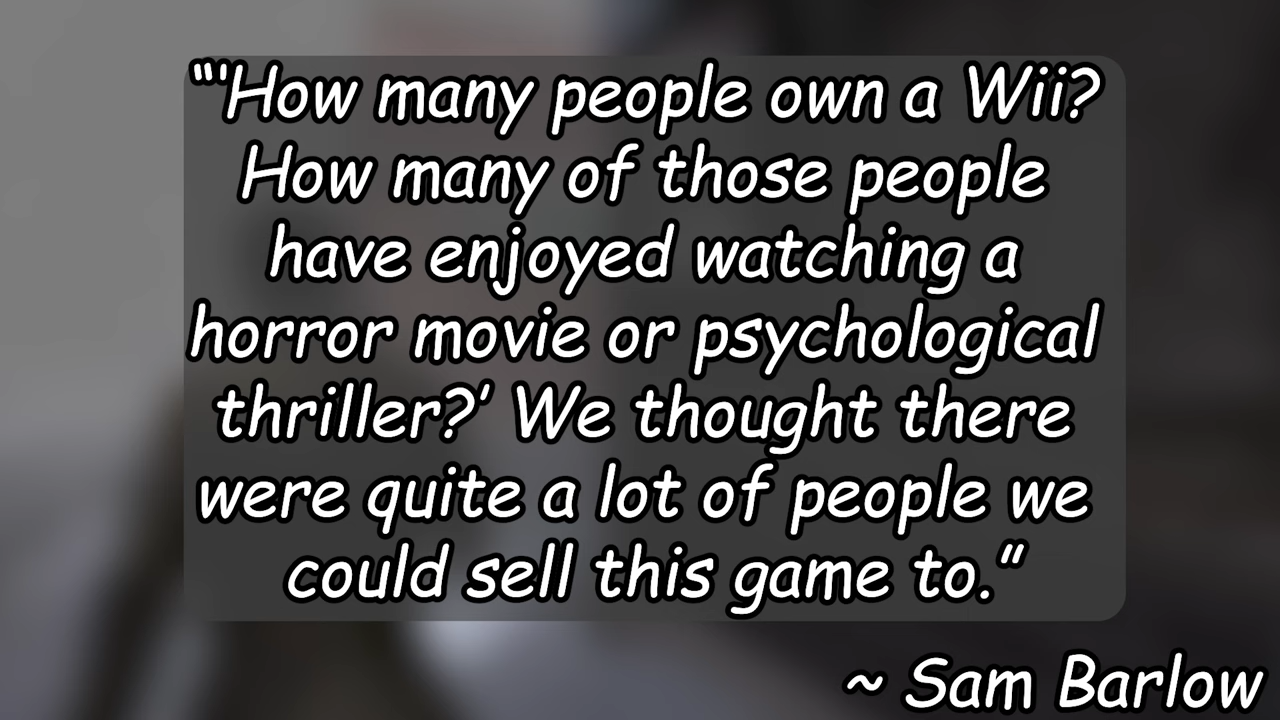 “‘How many people own a Wii?
How many of those people
have enjoyed watching a
horror movie or psychological
thriller?’ We thought there
were quite a lot of people we
could sell this game to.”
~ Sam Barlow